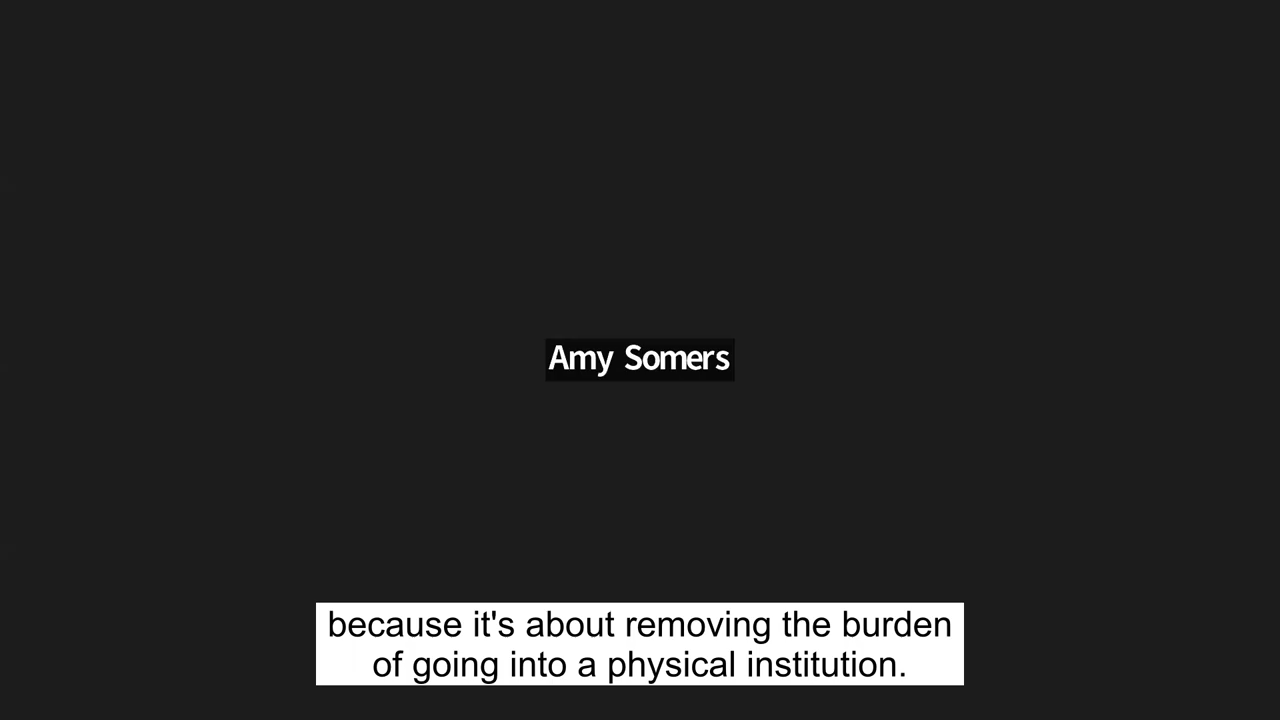 Amy Somers
because it's about removing the burden
of going into a physical institution.